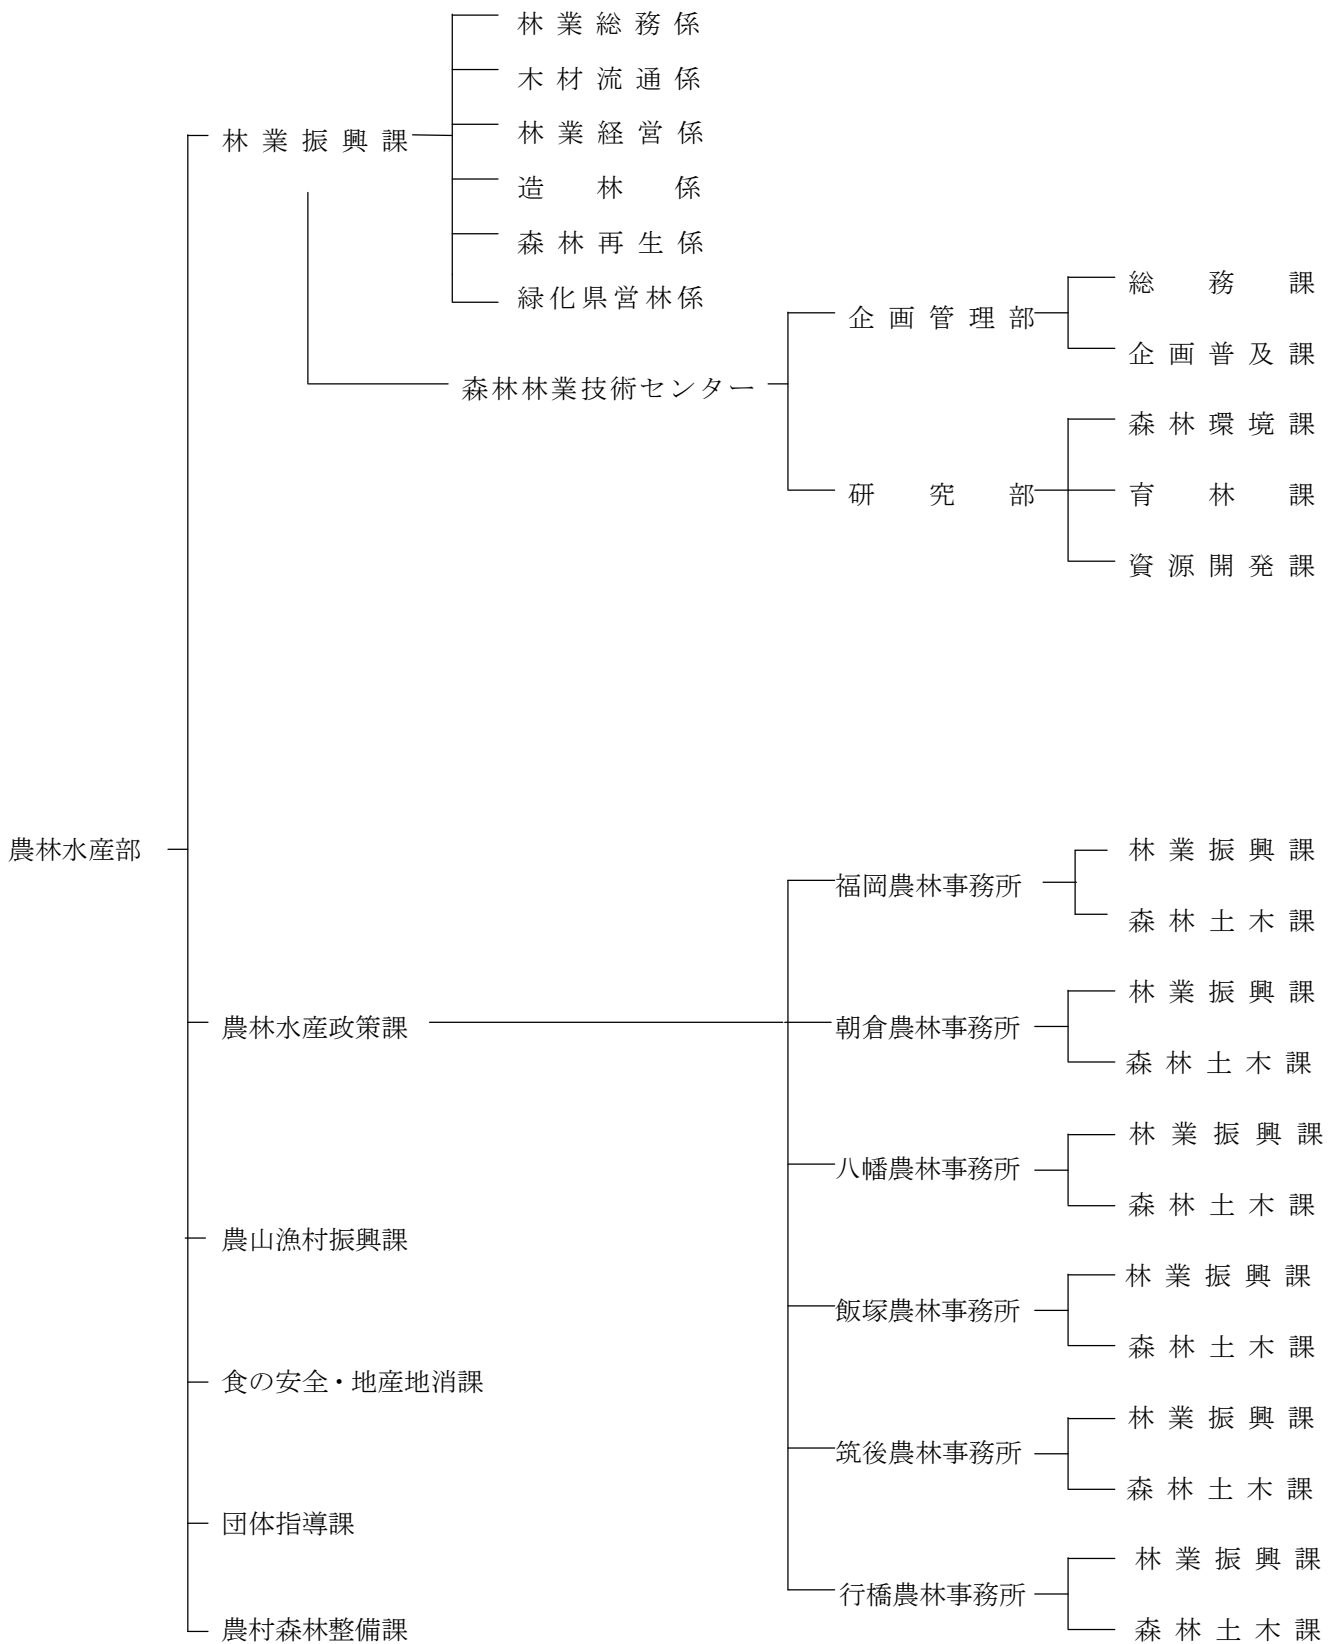 林業総務係
木材流通係
林業振興課
林業経営係
造林係
森林再生係
緑化県営林係
森林林業技術センター
企画管理部
総務課
企画普及課
研究部
森林環境課
育林課
資源開発課
農林水産部
農林水産政策課
福岡農林事務所
林業振興課
森林土木課
朝倉農林事務所
林業振興課
森林土木課
八幡農林事務所
林業振興課
森林土木課
飯塚農林事務所
林業振興課
森林土木課
筑後農林事務所
林業振興課
森林土木課
行橋農林事務所
林業振興課
森林土木課
農山漁村振興課
食の安全・地産地消課
団体指導課
農村森林整備課